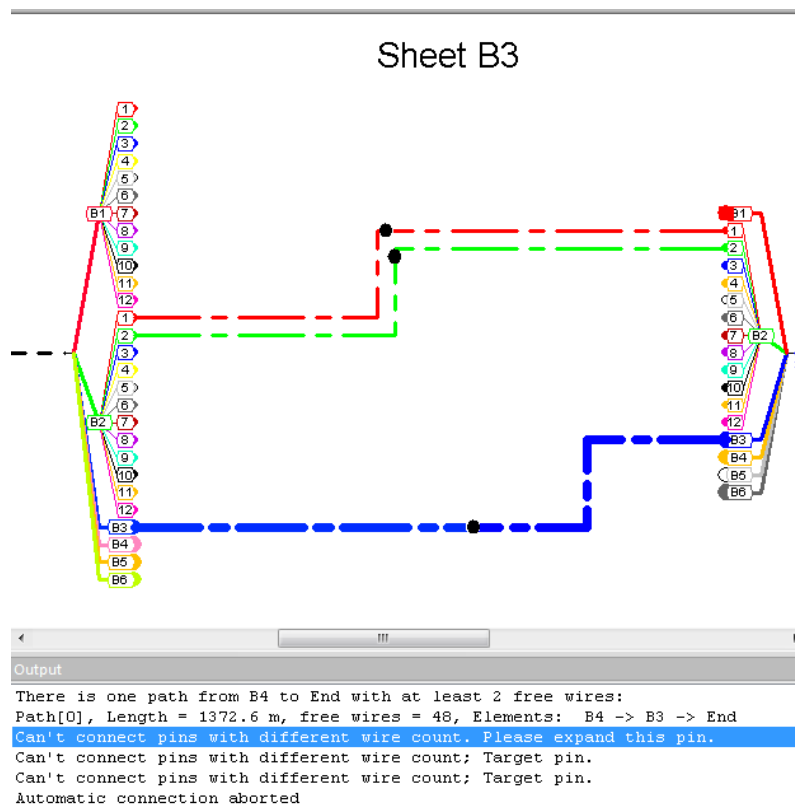 Sheet B3
1
2
3
4
5
6
B1 7
8
9
10
11
12
1
2
3
4
5
6
B2 7
8
9
10
11
12
B3
B4
B5
B6
B1
1
2
3
4
5
6
7 B2
8
9
10
11
12
B3
B4
B5
B6
Output
There is one path from B4 to End with at least 2 free wires:
Path[0], Length = 1372.6 m, free wires = 48, Elements:  B4 -> B3 -> End
Can't connect pins with different wire count. Please expand this pin.
Can't connect pins with different wire count; Target pin.
Can't connect pins with different wire count; Target pin.
Automatic connection aborted